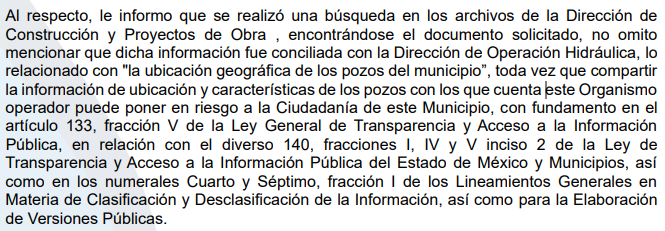 Al respecto, le informo que se realizó una búsqueda en los archivos de la Dirección de
Construcción y Proyectos de Obra , encontrándose el documento solicitado, no omito
mencionar que dicha información fue conciliada con la Dirección de Operación Hidráulica, lo
relacionado con "la ubicación geográfica de los pozos del municipio", toda vez que compartir
la información de ubicación y características de los pozos con los que cuenta este Organismo
operador puede poner en riesgo a la Ciudadanía de este Municipio, con fundamento en el
artículo 133, fracción V de la Ley General de Transparencia y Acceso a la Información
Pública, en relación con el diverso 140, fracciones I, IV y V inciso 2 de la Ley de
Transparencia y Acceso a la Información Pública del Estado de México y Municipios, así
como en los numerales Cuarto y Séptimo, fracción I de los Lineamientos Generales en
Materia de Clasificación y Desclasificación de la Información, así como para la Elaboración
de Versiones Públicas.